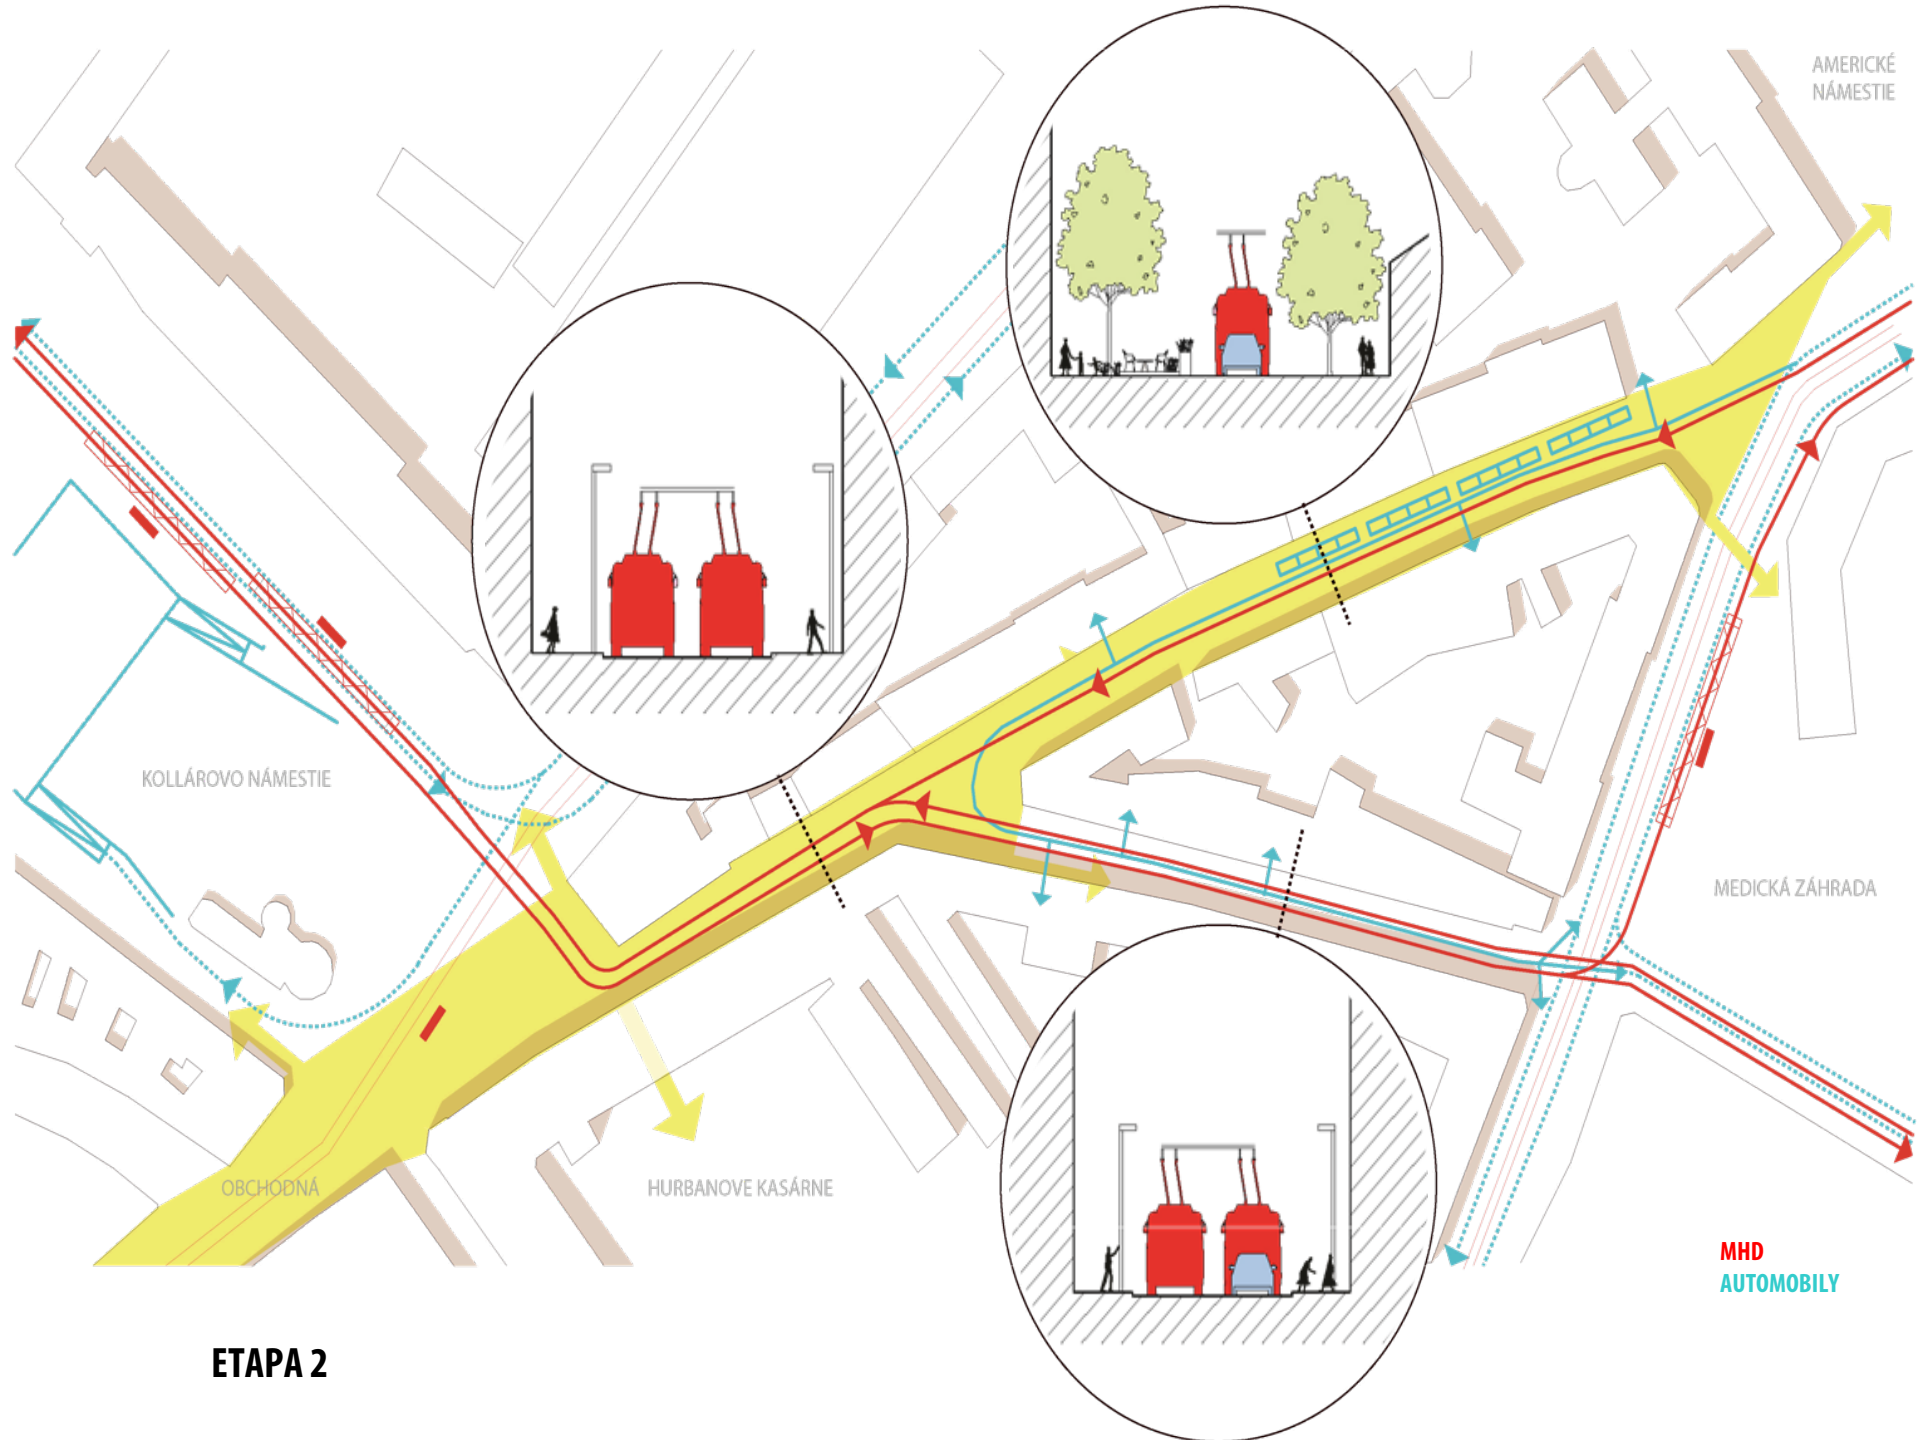 AMERICKÉ
NÁMESTIE
KOLLÁROVO NÁMESTIE
MEDICKÁ ZÁHRADA
OBCHODNÁ
HURBANOVE KASÁRNE
MHD
AUTOMOBILY
ETAPA 2